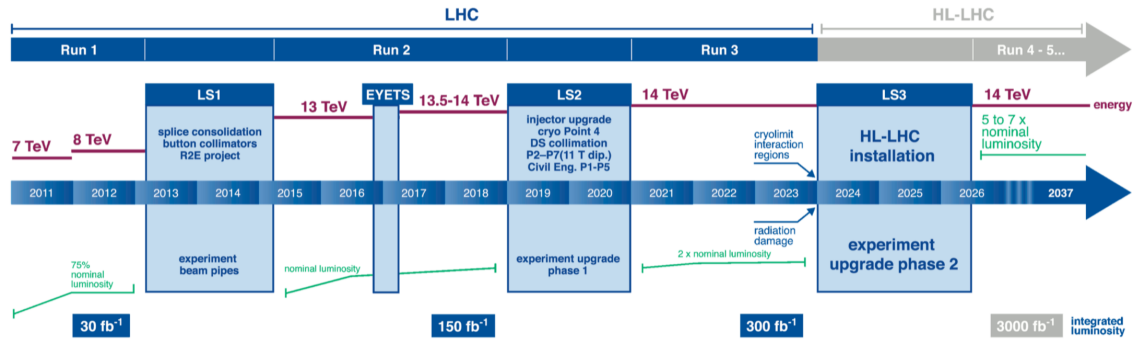 LHC
HL-LHC
Run 1
Run 2
Run 3
Run 4 - 5...
LS1
EYETS
13.5-14 TeV
LS2
14 TeV
LS3
14 TeV
energy
13 TeV
7 TeV
8 TeV
splice consolidation
button collimators
R2E project
injector upgrade
cryo Point 4
DS collimation
P2–P7(11 T dip.)
Civil Eng. P1-P5
cryolimit
interaction
regions
HL-LHC
installation
5 to 7 x
nominal
luminosity
2011
2012
2013
2014
2015
2016
2017
2018
2019
2020
2021
2022
2023
2024
2025
2026
2037
radiation
damage
75%
nominal
luminosity
experiment
beam pipes
nominal luminosity
experiment upgrade
phase 1
2 x nominal luminosity
experiment
upgrade phase 2
30 fb⁻¹
150 fb⁻¹
300 fb⁻¹
3000 fb⁻¹
integrated
luminosity